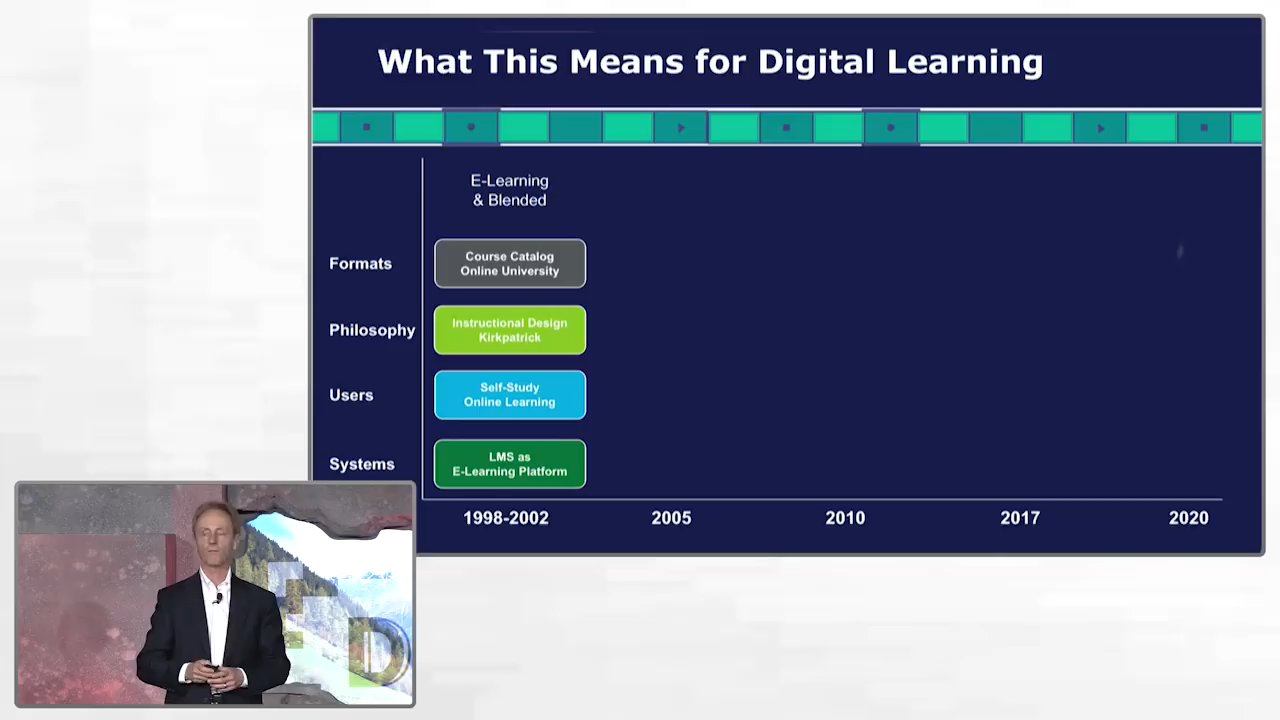 What This Means for Digital Learning
E-Learning
& Blended
Formats
Course Catalog
Online University
Philosophy
Instructional Design
Kirkpatrick
Users
Self-Study
Online Learning
Systems
LMS as
E-Learning Platform
1998-2002
2005
2010
2017
2020
D